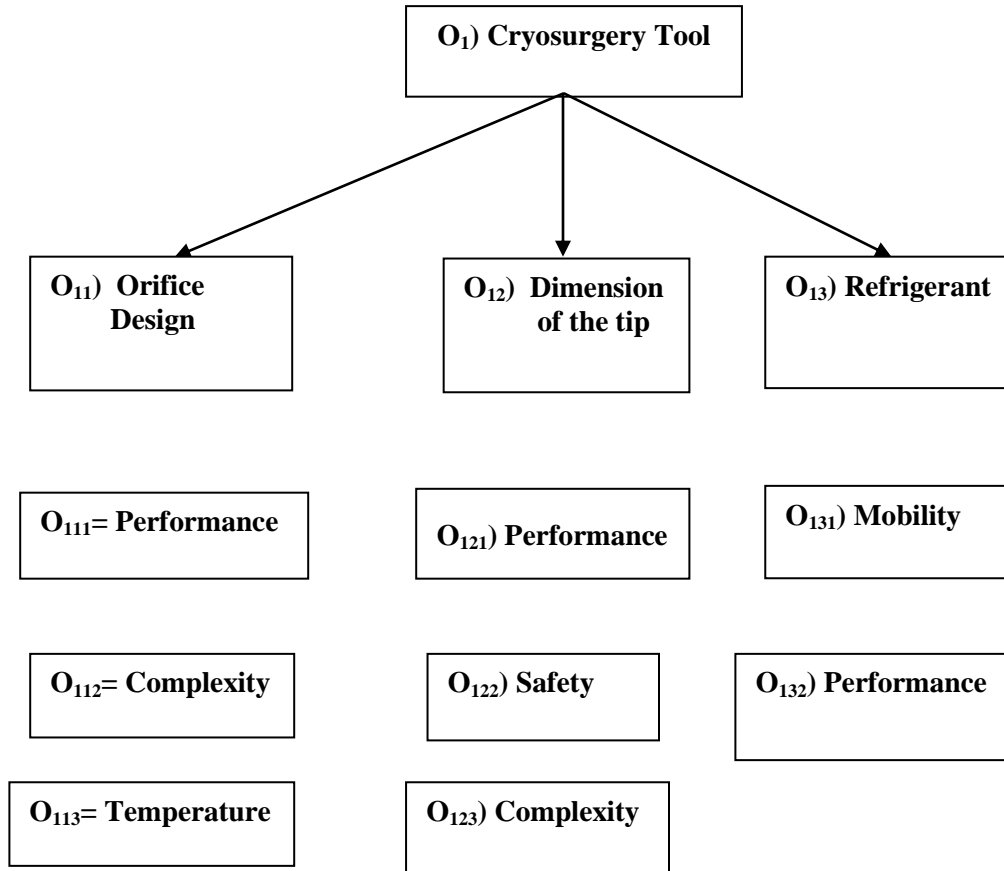 O₁) Cryosurgery Tool
O₁₁) Orifice
Design
O₁₂) Dimension
of the tip
O₁₃) Refrigerant
O₁₁₁= Performance
O₁₂₁) Performance
O₁₃₁) Mobility
O₁₁₂= Complexity
O₁₂₂) Safety
O₁₃₂) Performance
O₁₁₃= Temperature
O₁₂₃) Complexity